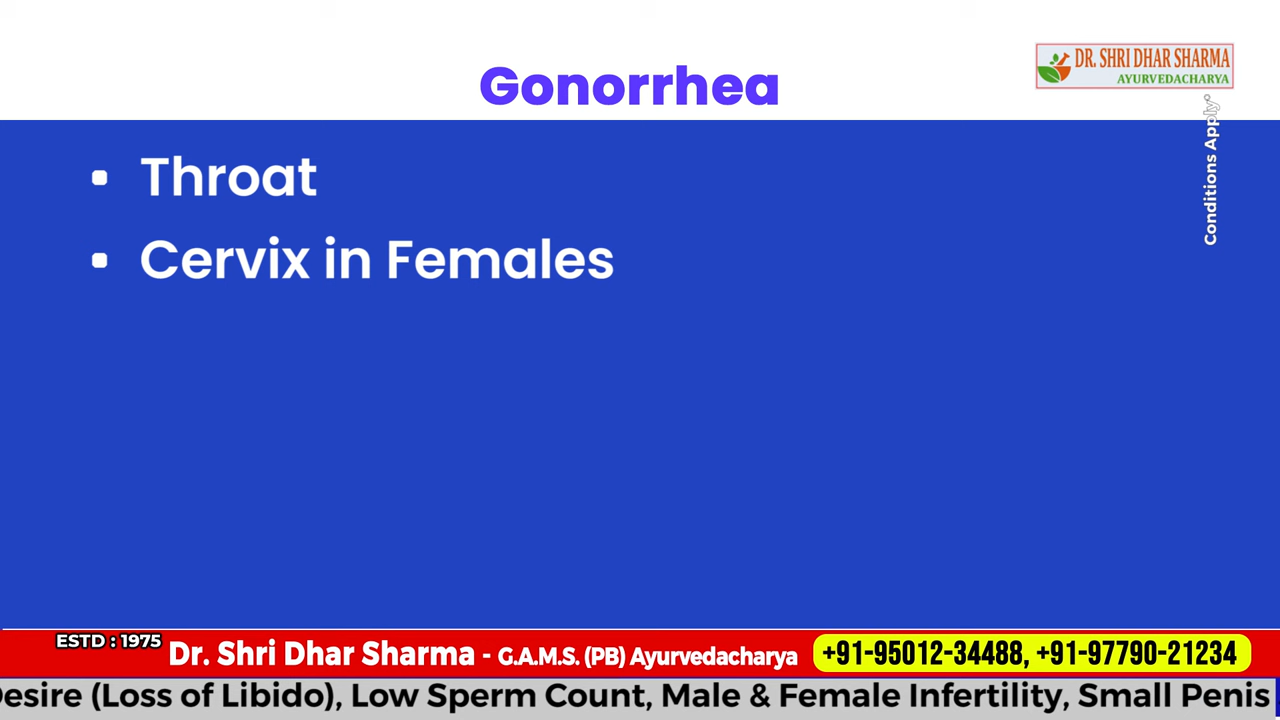 Gonorrhea
DR. SHRI DHAR SHARMA
AYURVEDACHARYA
Conditions Apply°
Throat
Cervix in Females
ESTD : 1975
Dr. Shri Dhar Sharma - G.A.M.S. (PB) Ayurvedacharya
+91-95012-34488, +91-97790-21234
Desire (Loss of Libido), Low Sperm Count, Male & Female Infertility, Small Penis